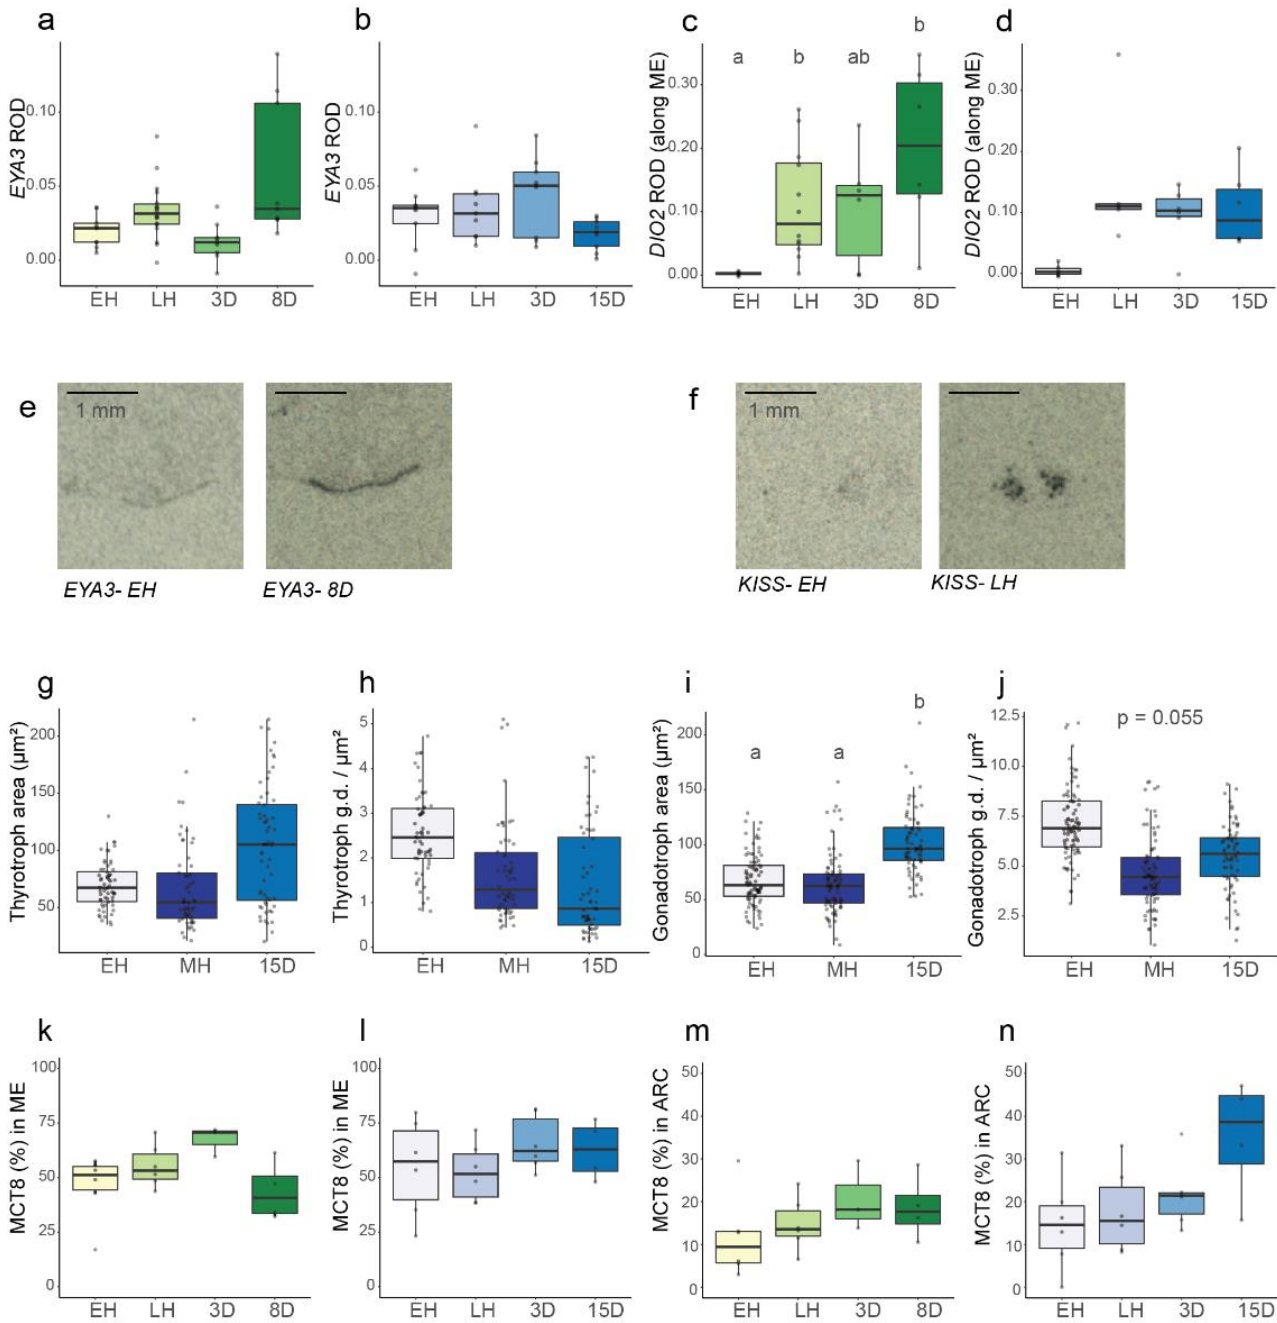 a
EYA3 ROD
0.10
0.05
0.00
EH LH 3D 8D
b
EYA3 ROD
0.10
0.05
0.00
EH LH 3D 15D
c
DIO2 ROD (along ME)
0.30
0.20
0.10
0.00
a b ab b
EH LH 3D 8D
d
DIO2 ROD (along ME)
0.30
0.20
0.10
0.00
EH LH 3D 15D
e
1 mm
EYA3- EH
EYA3- 8D
f
1 mm
KISS- EH
KISS- LH
g
Thyrotroph area (µm²)
200
150
100
50
EH MH 15D
h
Thyrotroph g.d. / µm²
5
4
3
2
1
0
EH MH 15D
i
Gonadotroph area (µm²)
200
150
100
50
0
a a b
EH MH 15D
j
Gonadotroph g.d. / µm²
12.5
10.0
7.5
5.0
2.5
p = 0.055
EH MH 15D
k
MCT8 (%) in ME
100
75
50
25
0
EH LH 3D 8D
l
MCT8 (%) in ME
100
75
50
25
0
EH LH 3D 15D
m
MCT8 (%) in ARC
50
40
30
20
10
0
EH LH 3D 8D
n
MCT8 (%) in ARC
50
40
30
20
10
0
EH LH 3D 15D